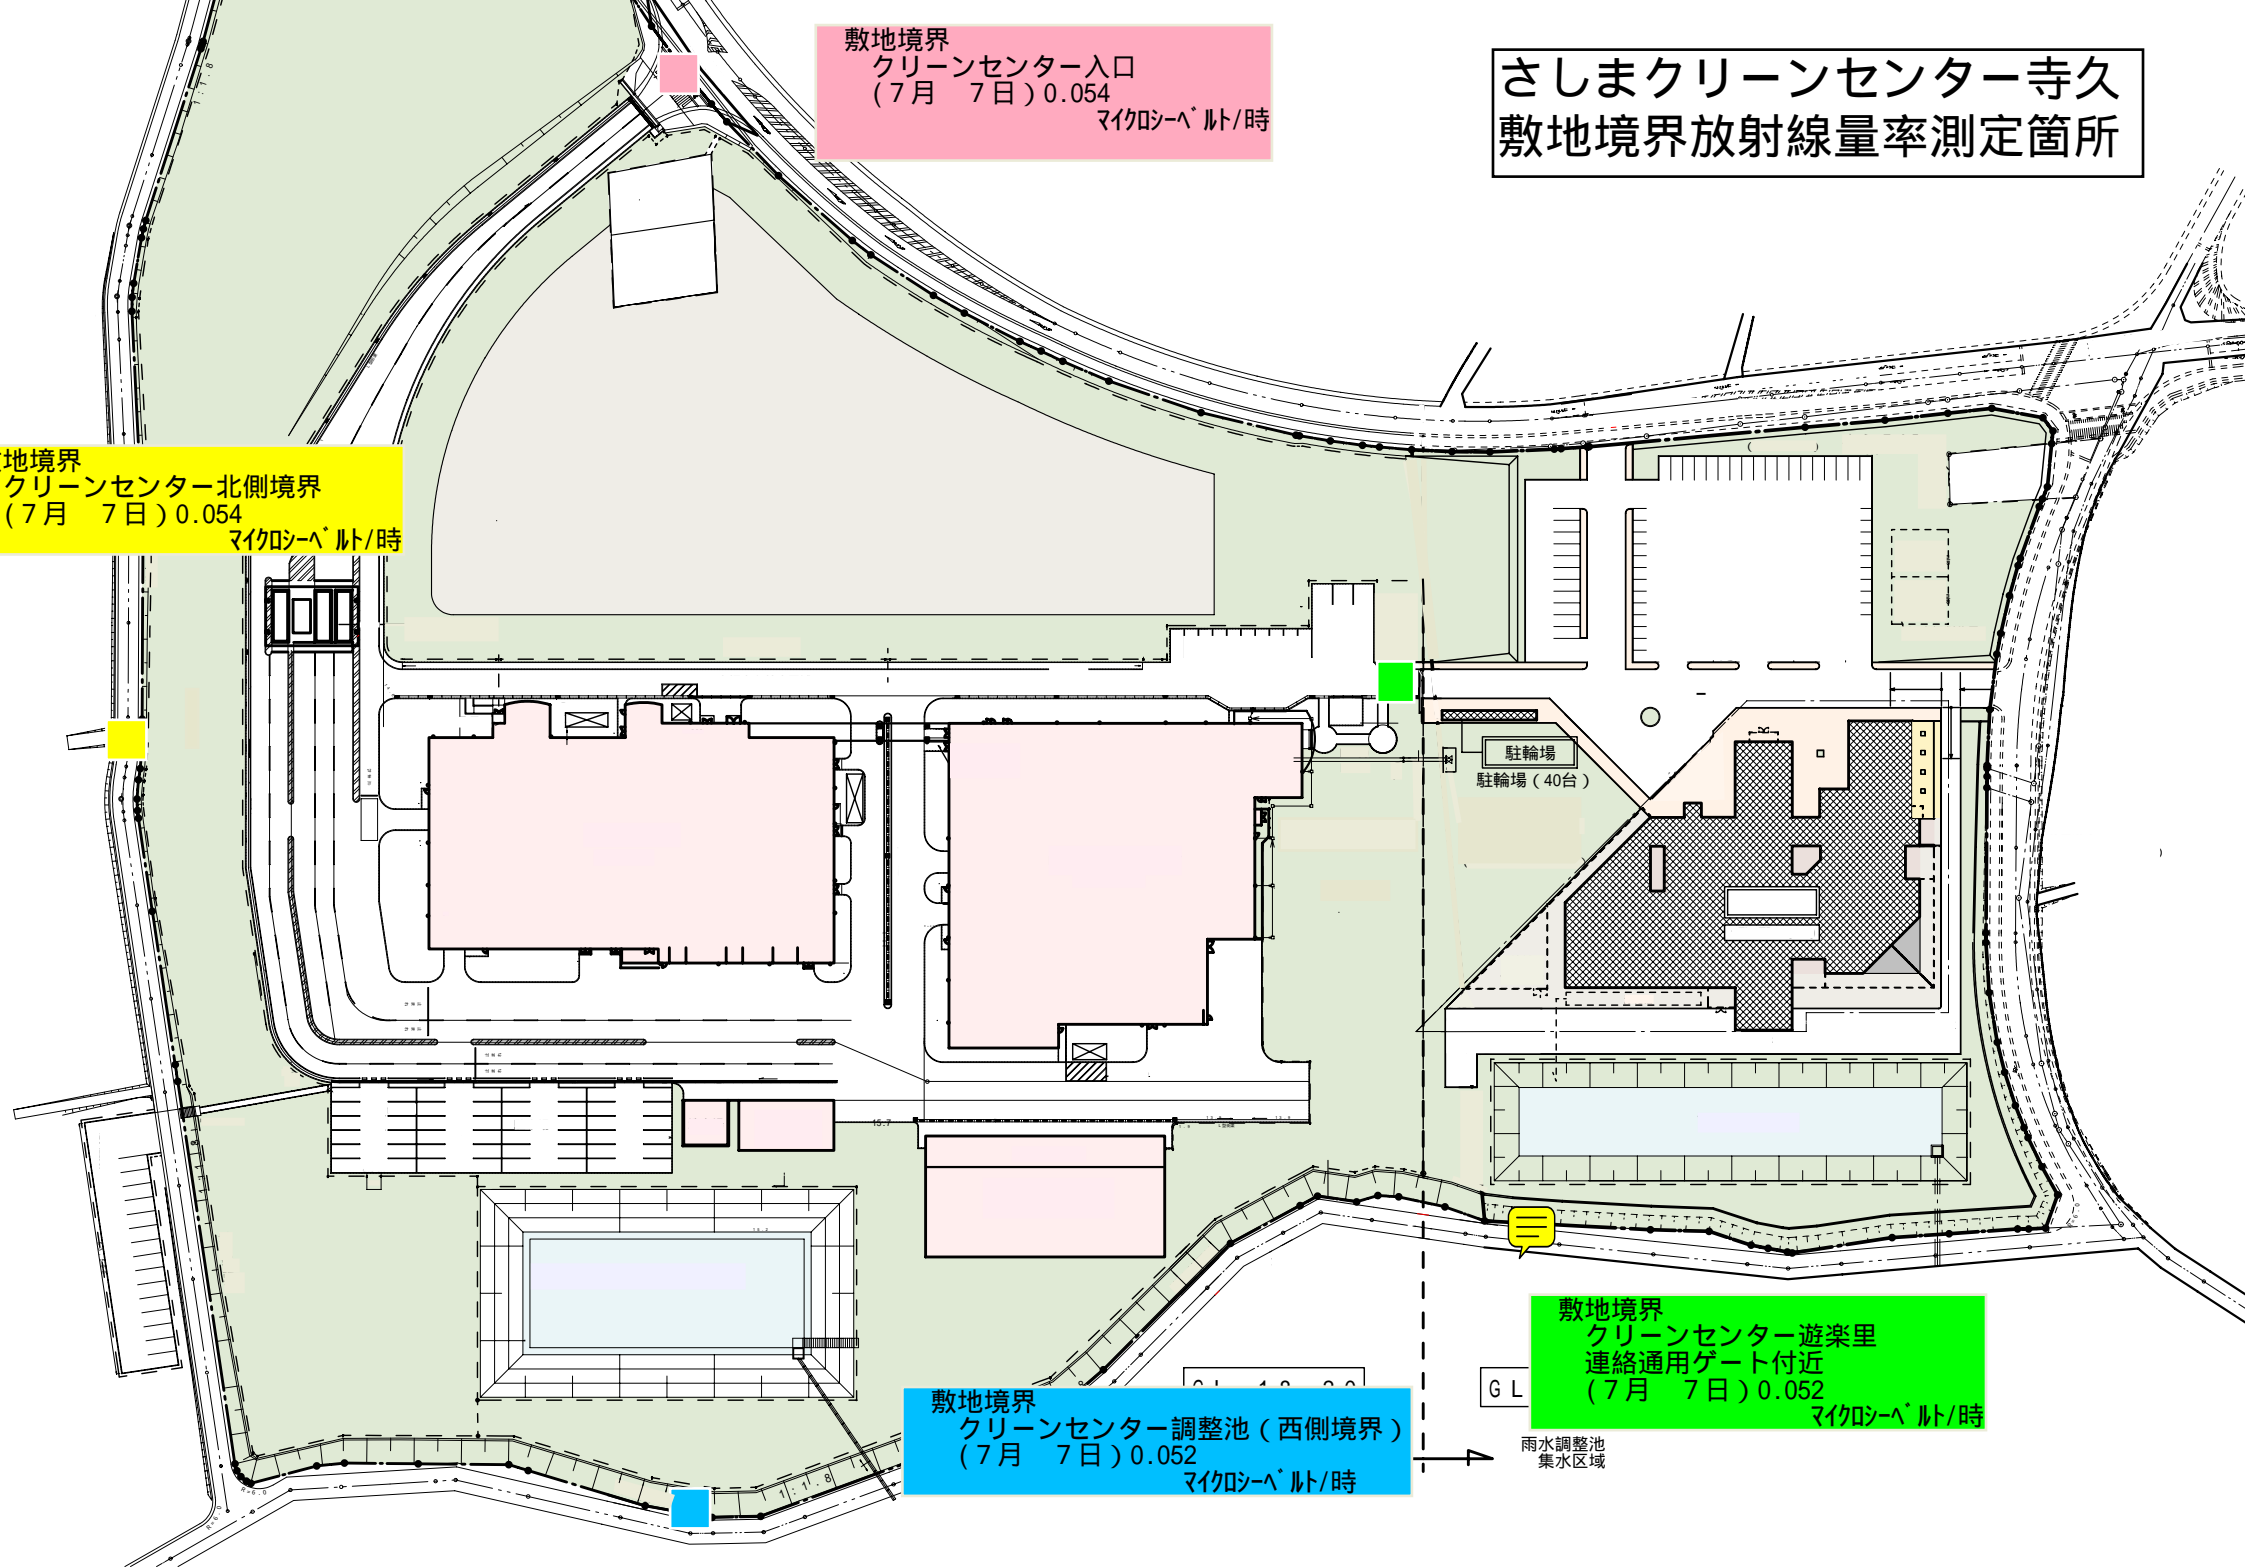 敷地境界
クリーンセンター入口
(7月　7日)0.054
ﾏｲｸﾛｼｰﾍﾞﾙﾄ/時
さしまクリーンセンター寺久
敷地境界放射線量率測定箇所
地境界
クリーンセンター北側境界
(7月　7日)0.054
ﾏｲｸﾛｼｰﾍﾞﾙﾄ/時
駐輪場
駐輪場(40台)
15.7
敷地境界
クリーンセンター遊楽里
連絡通用ゲート付近
(7月　7日)0.052
ﾏｲｸﾛｼｰﾍﾞﾙﾄ/時
GL
敷地境界
クリーンセンター調整池(西側境界)
(7月　7日)0.052
ﾏｲｸﾛｼｰﾍﾞﾙﾄ/時
雨水調整池
集水区域
1:1.8
R=6.0
R=6.0